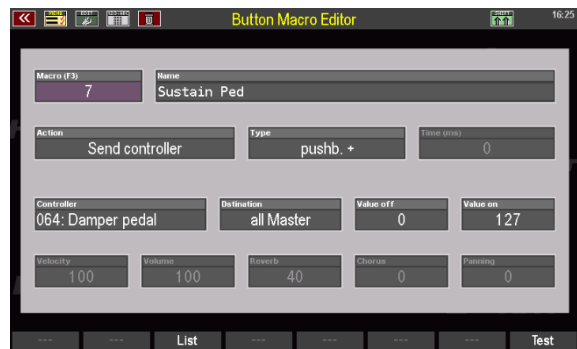 Button Macro Editor
16:25
Macro (F3)
7
Name
Sustain Ped
Action
Send controller
Type
pushb. +
Time (ms)
0
Controller
064: Damper pedal
Dstination
all Master
Value off
0
Value on
127
Velocity
100
Volume
100
Reverb
40
Chorus
0
Panning
0
---
---
List
---
---
---
---
Test